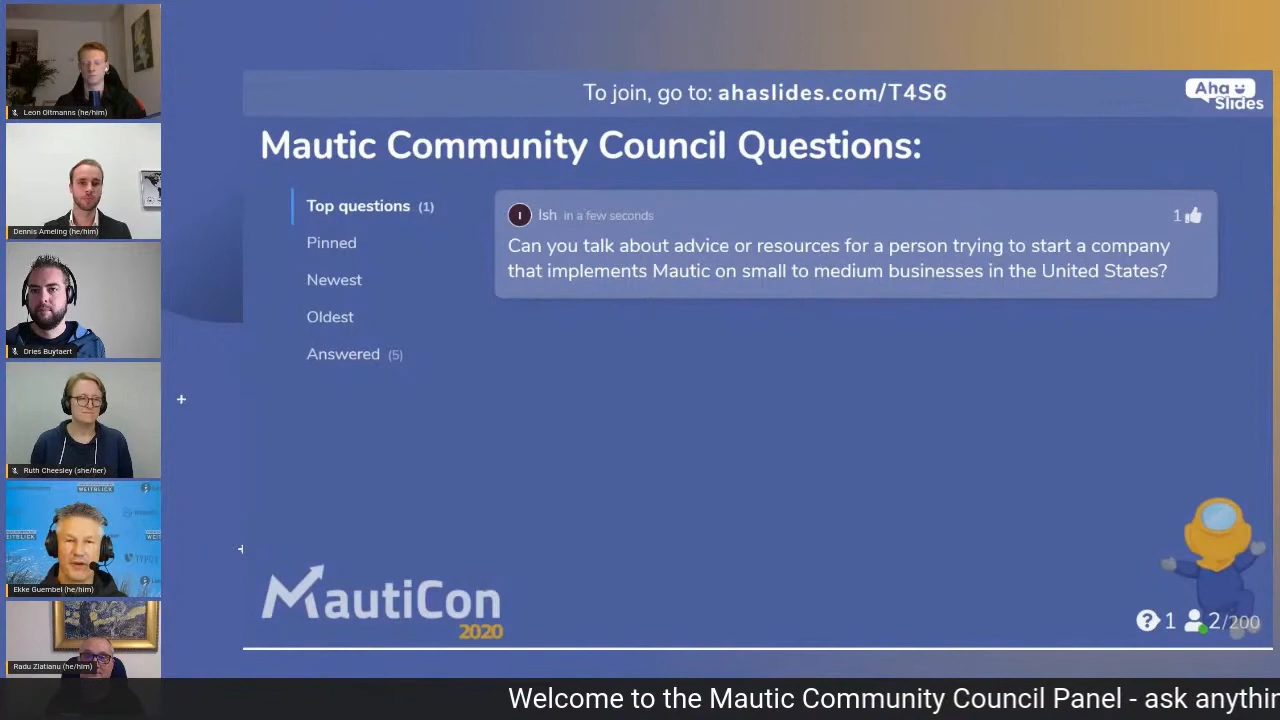 Leon Oltmanns (he/him)
Dennis Ameling (he/him)
Dries Buytaert
Ruth Cheesley (she/her)
WEITBLICK
Ekke Guembel (he/him)
Radu Zlatianu (he/him)
To join, go to: ahaslides.com/T4S6
Aha
Slides
Mautic Community Council Questions:
Top questions (1)
Pinned
Newest
Oldest
Answered (5)
I Ish in a few seconds 1
Can you talk about advice or resources for a person trying to start a company
that implements Mautic on small to medium businesses in the United States?
MautiCon
2020
1 2/200
Welcome to the Mautic Community Council Panel - ask anythin